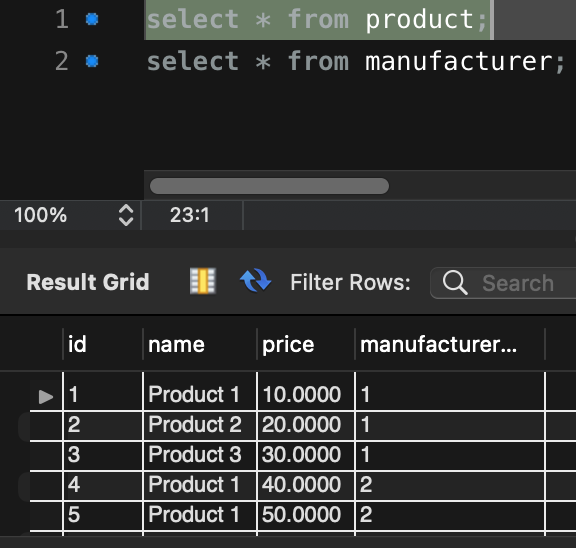 1 select * from product;
2 select * from manufacturer;
100% 23:1
Result Grid Filter Rows: Search
id name price manufacturer...
1 Product 1 10.0000 1
2 Product 2 20.0000 1
3 Product 3 30.0000 1
4 Product 1 40.0000 2
5 Product 1 50.0000 2